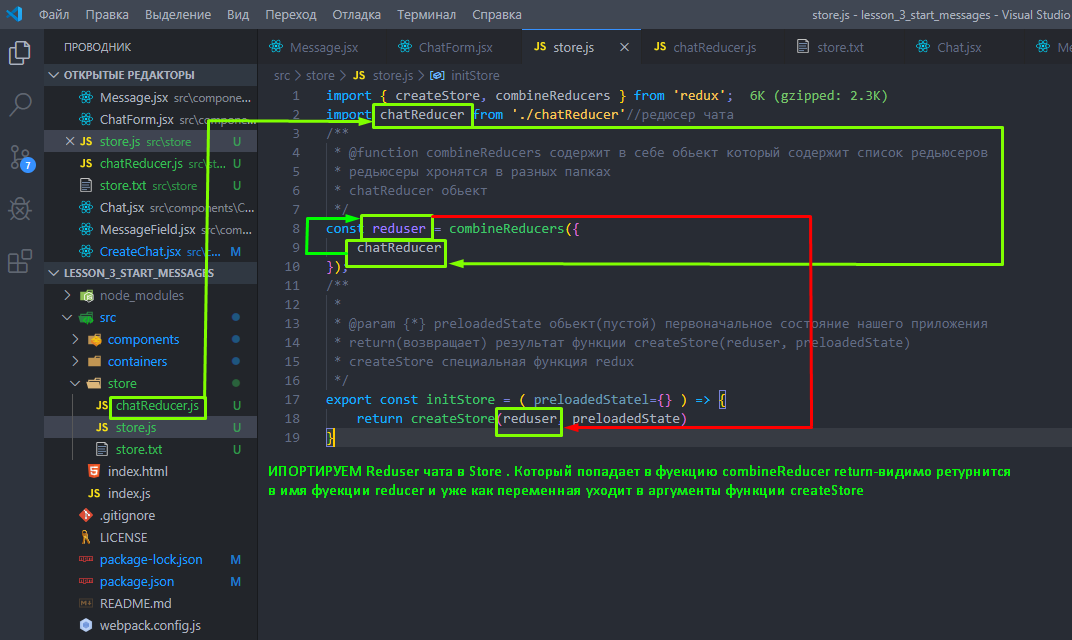 Файл Правка Выделение Вид Переход Отладка Терминал Справка store.js - lesson_3_start_messages - Visual Studio
ПРОВОДНИК
Message.jsx ChatForm.jsx JS store.js × JS chatReducer.js store.txt Chat.jsx Me
src > store > JS store.js > initStore
ОТКРЫТЫЕ РЕДАКТОРЫ
Message.jsx src\compone...
ChatForm.jsx src\compone...
× JS store.js src\store U
JS chatReducer.js src\st... U
store.txt src\store U
Chat.jsx src\components\C...
MessageField.jsx src\com...
CreateChat.jsx src\c... M
7
LESSON_3_START_MESSAGES
node_modules
src
components
containers
store
JS chatReducer.js U
JS store.js U
store.txt U
index.html
JS index.js
.gitignore
LICENSE
package-lock.json M
package.json M
README.md
webpack.config.js
1 import { createStore, combineReducers } from 'redux'; 6K (gzipped: 2.3K)
2 import chatReducer from './chatReducer'//редюсер чата
3 /**
4 * @function combineReducers содержит в себе обьект который содержит список редьюсеров
5 * редьюсеры хронятся в разных папках
6 * chatReducer обьект
7 */
8 const reduser = combineReducers({
9 chatReducer
10 });
11 /**
12 *
13 * @param {*} preloadedState обьект(пустой) первоначальное состояние нашего приложения
14 * return(возвращает) результат функции createStore(reduser, preloadedState)
15 * createStore специальная функция redux
16 */
17 export const initStore = ( preloadedStatel={} ) => {
18 return createStore(reduser, preloadedState)
19 }
ИПОРТИРУЕМ Reduser чата в Store . Который попадает в фуекцию combineReducer return-видимо ретурнится
в имя фуекции reducer и уже как переменная уходит в аргументы функции createStore